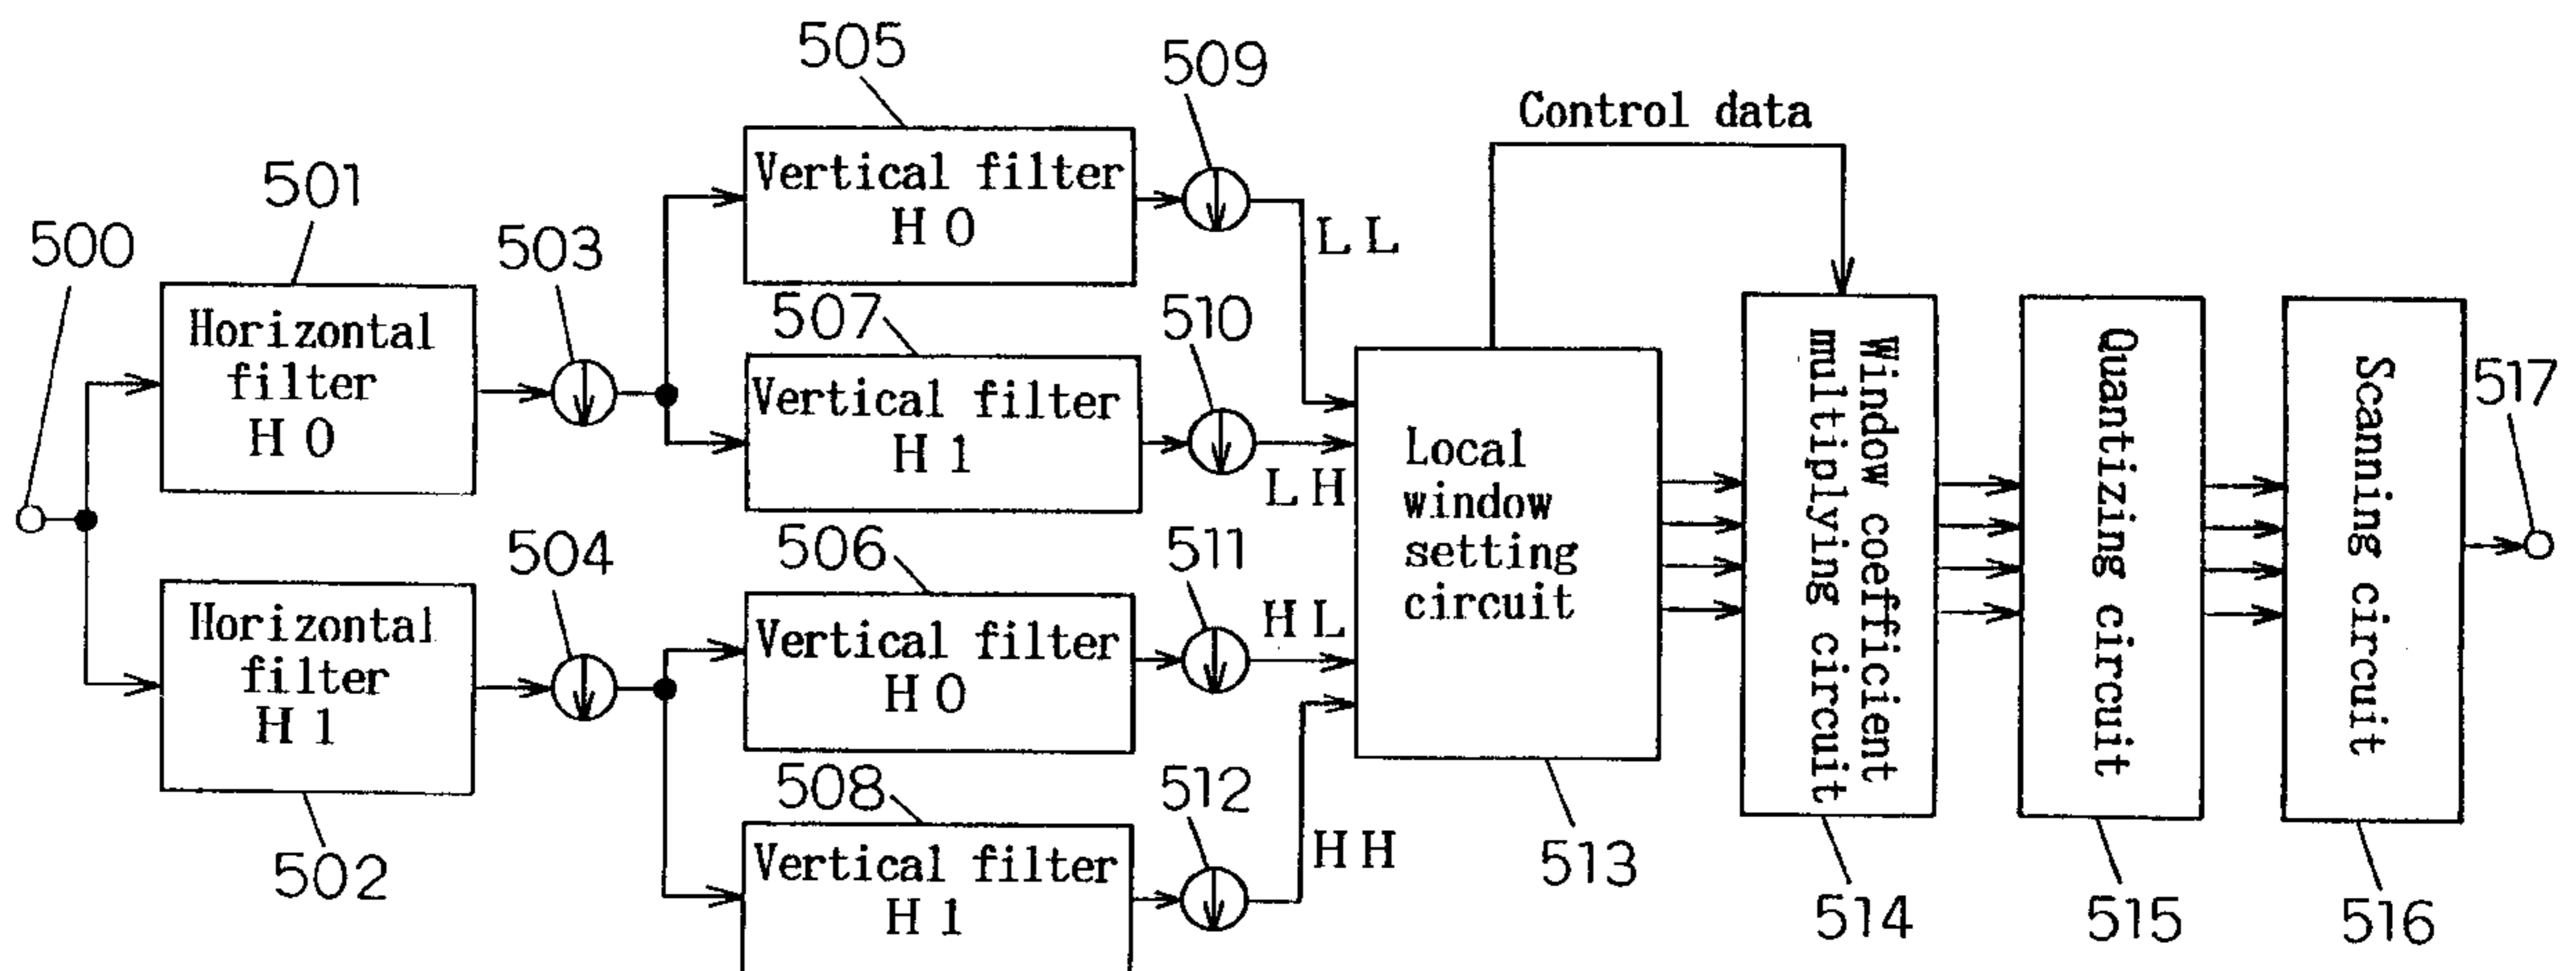 505
509
Control data
501
Vertical filter
H 0
500
503
L L
Horizontal
filter
H 0
507
510
Vertical filter
H 1
L H
Local
window
setting
circuit
Window coefficient
multiplying circuit
Quantizing circuit
Scanning circuit
517
504
506
511
Horizontal
filter
H 1
Vertical filter
H 0
H L
502
508
512
Vertical filter
H 1
H H
513
514
515
516